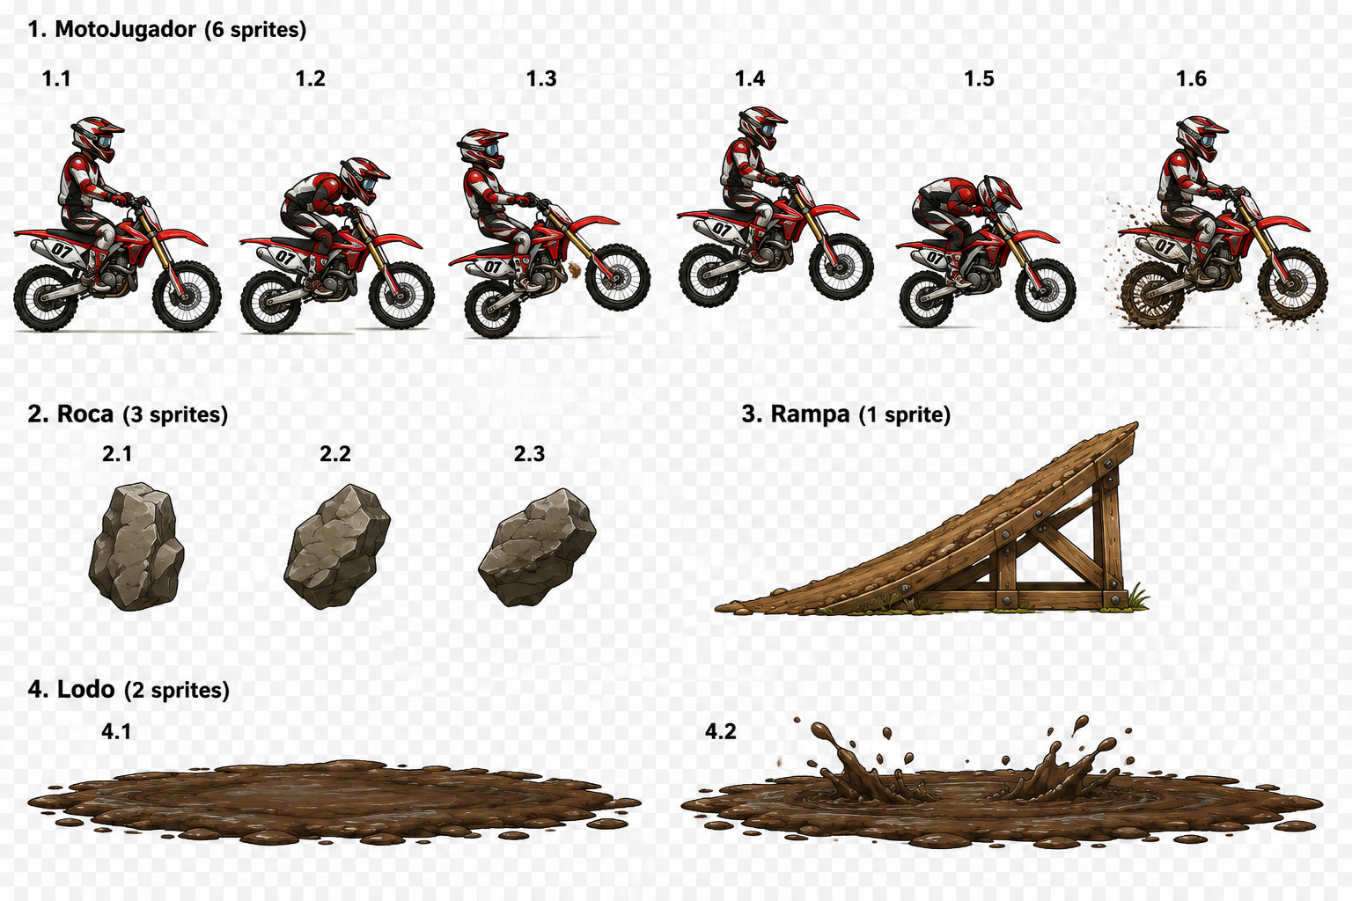 1. MotoJugador (6 sprites)
1.1 1.2 1.3 1.4 1.5 1.6
07 07 07 07 07 07
2. Roca (3 sprites)
3. Rampa (1 sprite)
2.1 2.2 2.3
4. Lodo (2 sprites)
4.1 4.2